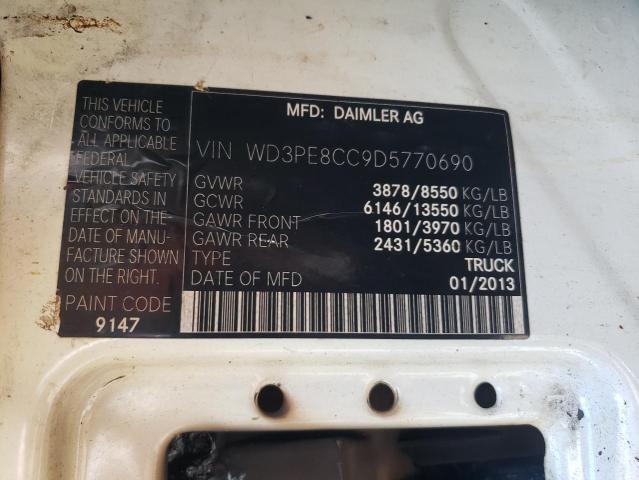 THIS VEHICLE
CONFORMS TO
ALL APPLICABLE
FEDERAL MOTOR
VEHICLE SAFETY
STANDARDS IN
EFFECT ON THE
DATE OF MANU-
FACTURE SHOWN
ON THE RIGHT.
PAINT CODE
9147
MFD: DAIMLER AG
VIN WD3PE8CC9D5770690
GVWR 3878/8550 KG/LB
GCWR 6146/13550 KG/LB
GAWR FRONT 1801/3970 KG/LB
GAWR REAR 2431/5360 KG/LB
TYPE TRUCK
DATE OF MFD 01/2013